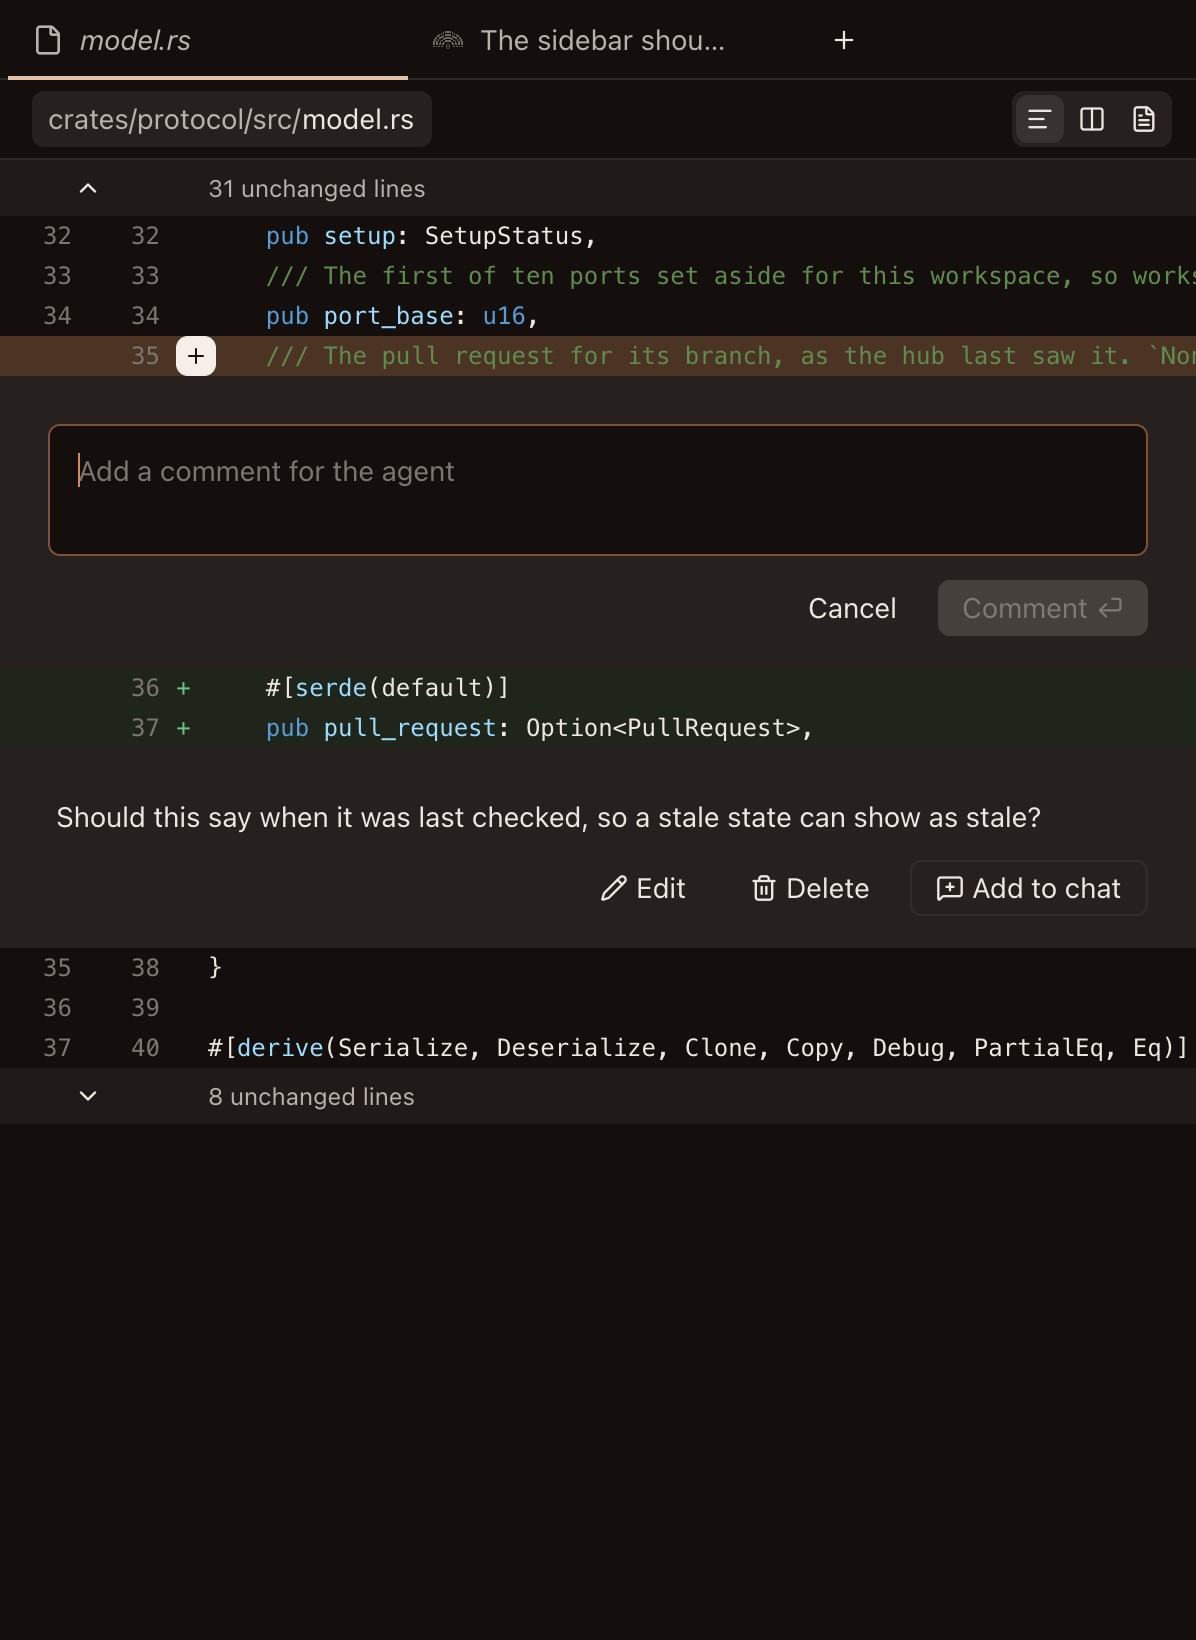 model.rs
The sidebar shou...
crates/protocol/src/model.rs
31 unchanged lines
32 32 pub setup: SetupStatus,
33 33 /// The first of ten ports set aside for this workspace, so works
34 34 pub port_base: u16,
35 + /// The pull request for its branch, as the hub last saw it. `Non
Add a comment for the agent
Cancel
Comment
36 + #[serde(default)]
37 + pub pull_request: Option<PullRequest>,
Should this say when it was last checked, so a stale state can show as stale?
Edit
Delete
Add to chat
35 38 }
36 39
37 40 #[derive(Serialize, Deserialize, Clone, Copy, Debug, PartialEq, Eq)]
8 unchanged lines